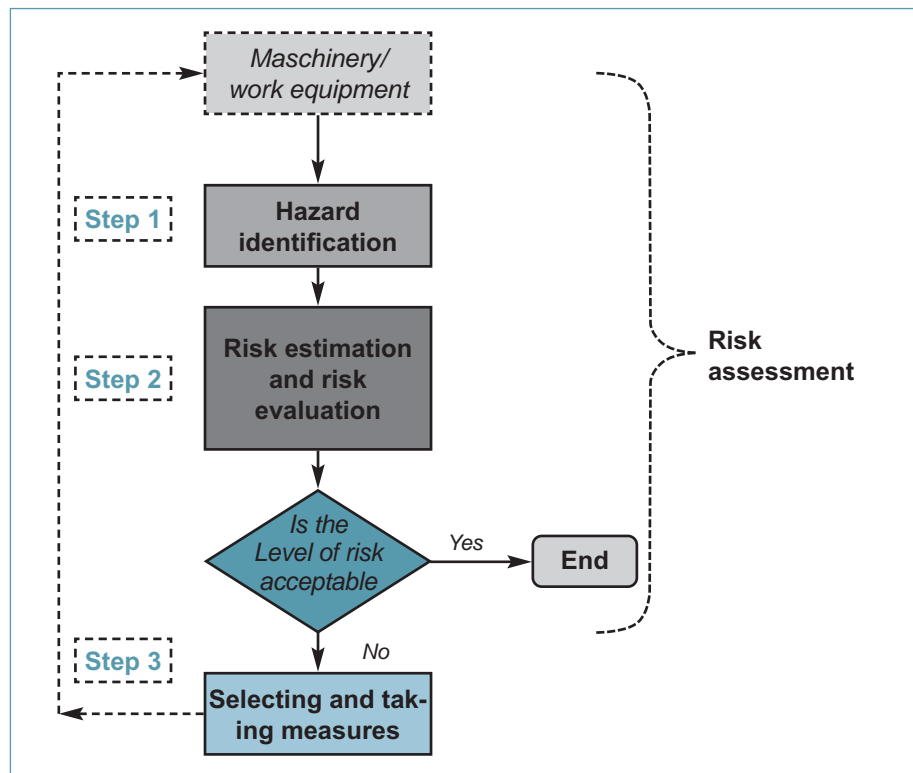 Maschinery/
work equipment
Step 1
Hazard
identification
Step 2
Risk estimation
and risk
evaluation
Risk
assessment
Is the
Level of risk
acceptable
Yes
End
No
Step 3
Selecting and tak-
ing measures